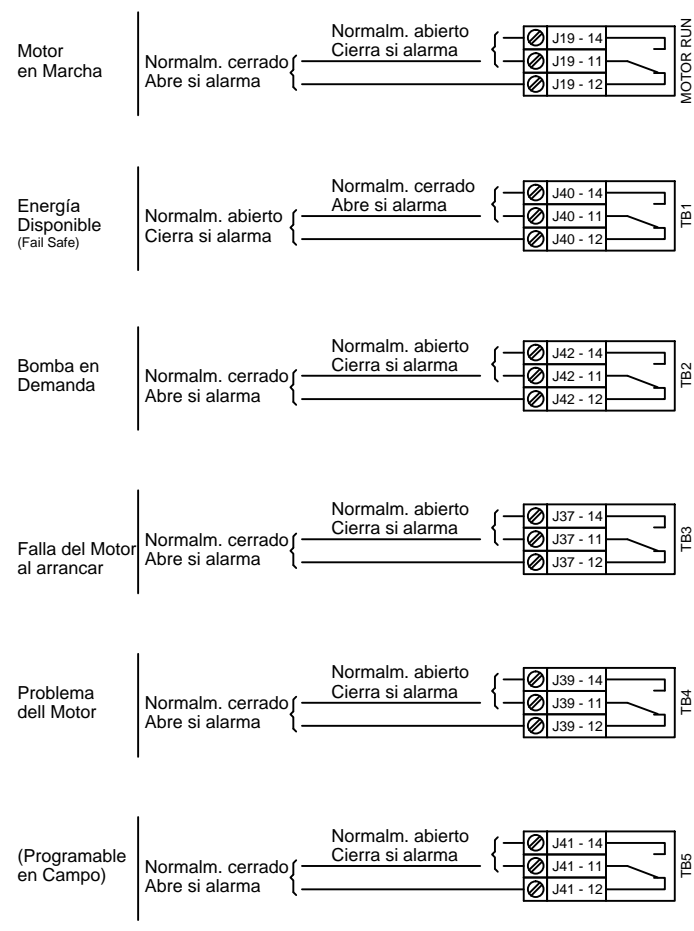 Motor
en Marcha
Normalm. cerrado
Abre si alarma
Normalm. abierto
Cierra si alarma
J19 - 14
J19 - 11
J19 - 12
MOTOR RUN
Energía
Disponible
(Fail Safe)
Normalm. abierto
Cierra si alarma
Normalm. cerrado
Abre si alarma
J40 - 14
J40 - 11
J40 - 12
TB1
Bomba en
Demanda
Normalm. cerrado
Abre si alarma
Normalm. abierto
Cierra si alarma
J42 - 14
J42 - 11
J42 - 12
TB2
Falla del Motor
al arrancar
Normalm. cerrado
Abre si alarma
Normalm. abierto
Cierra si alarma
J37 - 14
J37 - 11
J37 - 12
TB3
Problema
dell Motor
Normalm. cerrado
Abre si alarma
Normalm. abierto
Cierra si alarma
J39 - 14
J39 - 11
J39 - 12
TB4
(Programable
en Campo)
Normalm. cerrado
Abre si alarma
Normalm. abierto
Cierra si alarma
J41 - 14
J41 - 11
J41 - 12
TB5